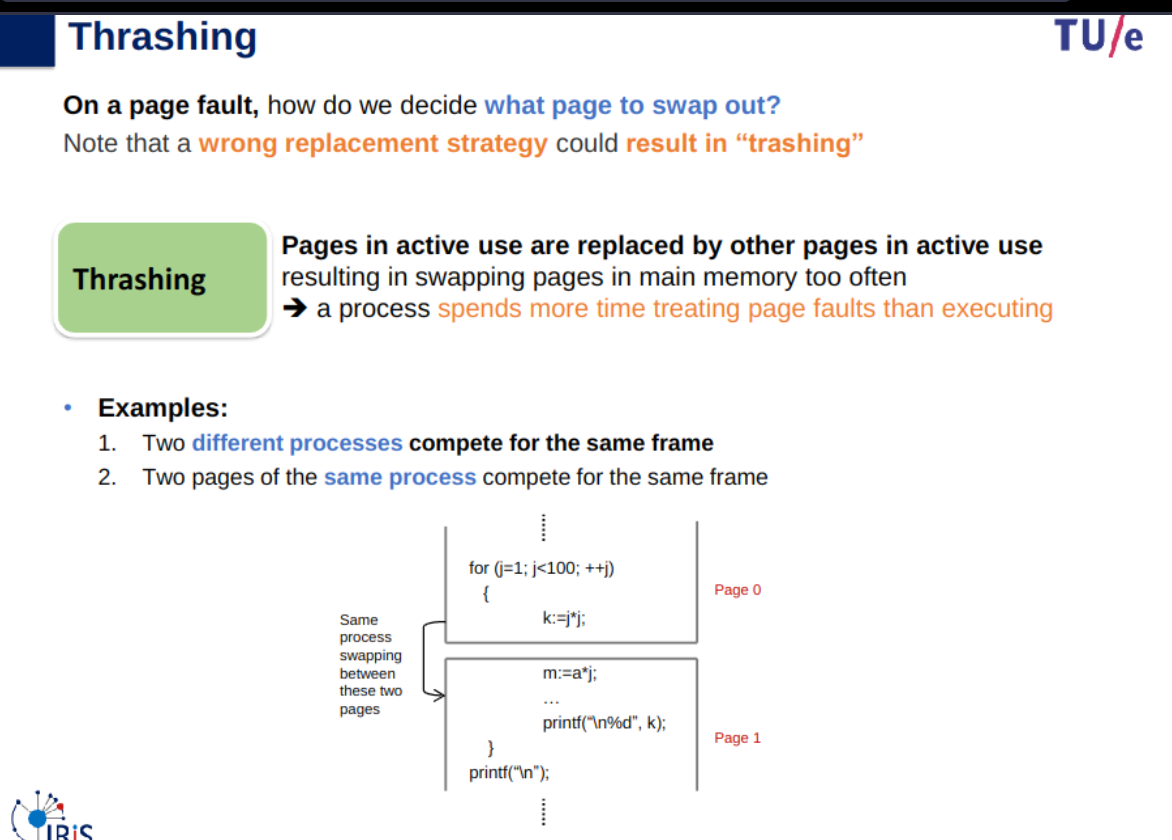 Thrashing
TU/e
On a page fault, how do we decide what page to swap out?
Note that a wrong replacement strategy could result in “trashing”
Thrashing
Pages in active use are replaced by other pages in active use
resulting in swapping pages in main memory too often
➔ a process spends more time treating page faults than executing
• Examples:
1. Two different processes compete for the same frame
2. Two pages of the same process compete for the same frame
for (j=1; j<100; ++j)
{
k:=j*j;
Page 0
Same
process
swapping
between
these two
pages
m:=a*j;
…
printf(“\n%d”, k);
}
printf(“\n”);
Page 1
IRiS